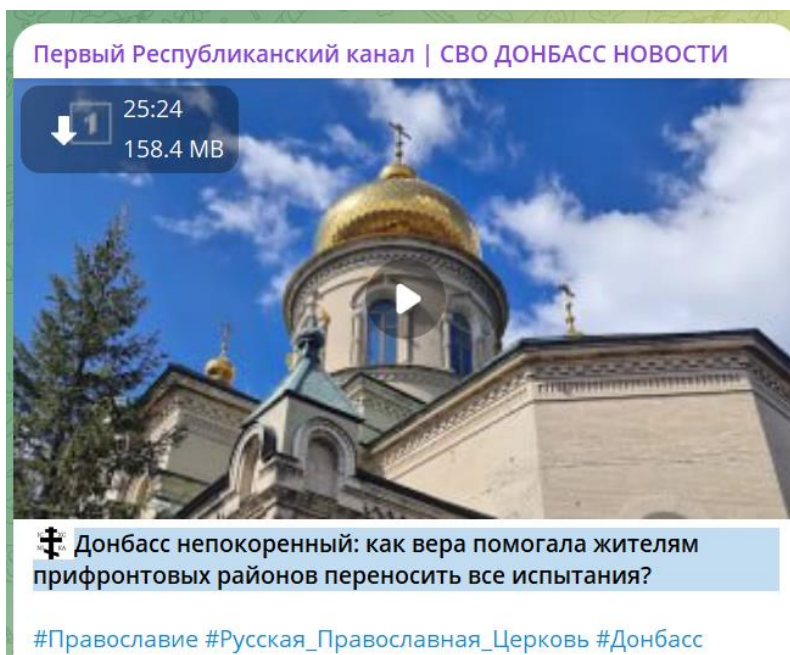 Первый Республиканский канал | СВО ДОНБАСС НОВОСТИ
1
25:24
158.4 MB
Донбасс непокоренный: как вера помогала жителям
прифронтовых районов переносить все испытания?
#Православие #Русская_Православная_Церковь #Донбасс